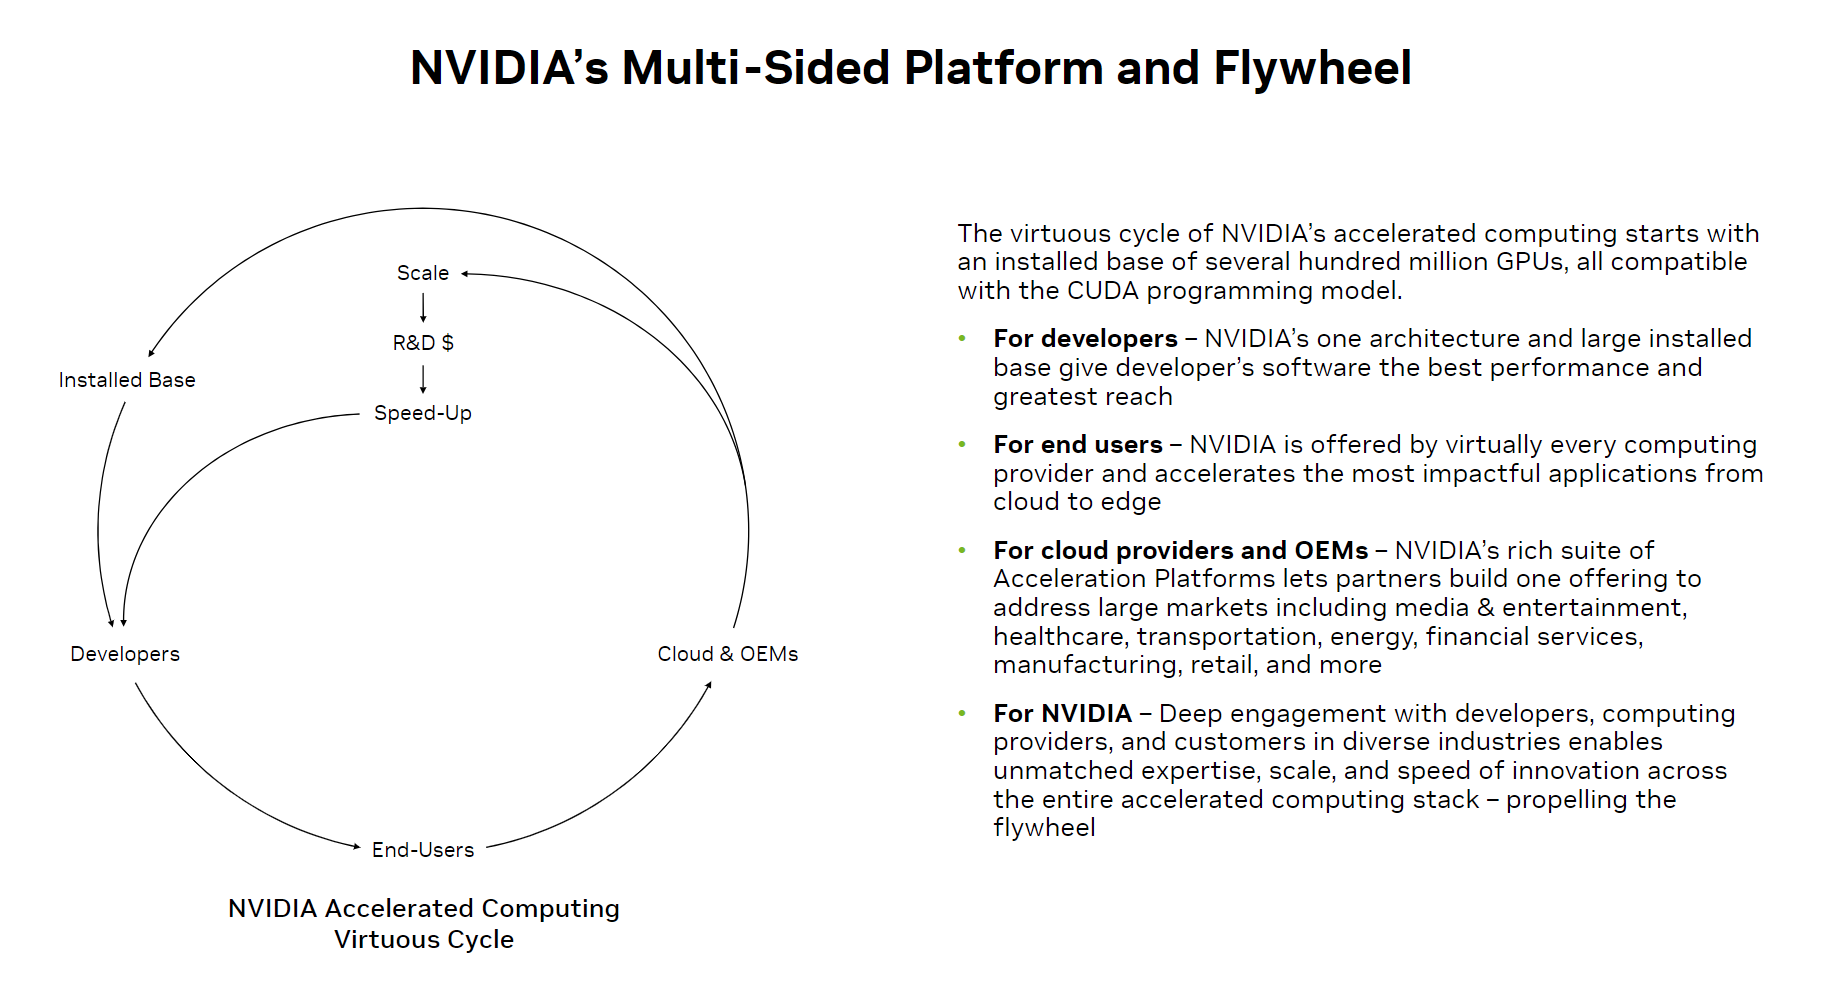 NVIDIA’s Multi-Sided Platform and Flywheel
Scale
R&D $
Installed Base
Speed-Up
Developers
Cloud & OEMs
End-Users
NVIDIA Accelerated Computing
Virtuous Cycle
The virtuous cycle of NVIDIA’s accelerated computing starts with
an installed base of several hundred million GPUs, all compatible
with the CUDA programming model.
• For developers – NVIDIA’s one architecture and large installed
base give developer’s software the best performance and
greatest reach
• For end users – NVIDIA is offered by virtually every computing
provider and accelerates the most impactful applications from
cloud to edge
• For cloud providers and OEMs – NVIDIA’s rich suite of
Acceleration Platforms lets partners build one offering to
address large markets including media & entertainment,
healthcare, transportation, energy, financial services,
manufacturing, retail, and more
• For NVIDIA – Deep engagement with developers, computing
providers, and customers in diverse industries enables
unmatched expertise, scale, and speed of innovation across
the entire accelerated computing stack – propelling the
flywheel